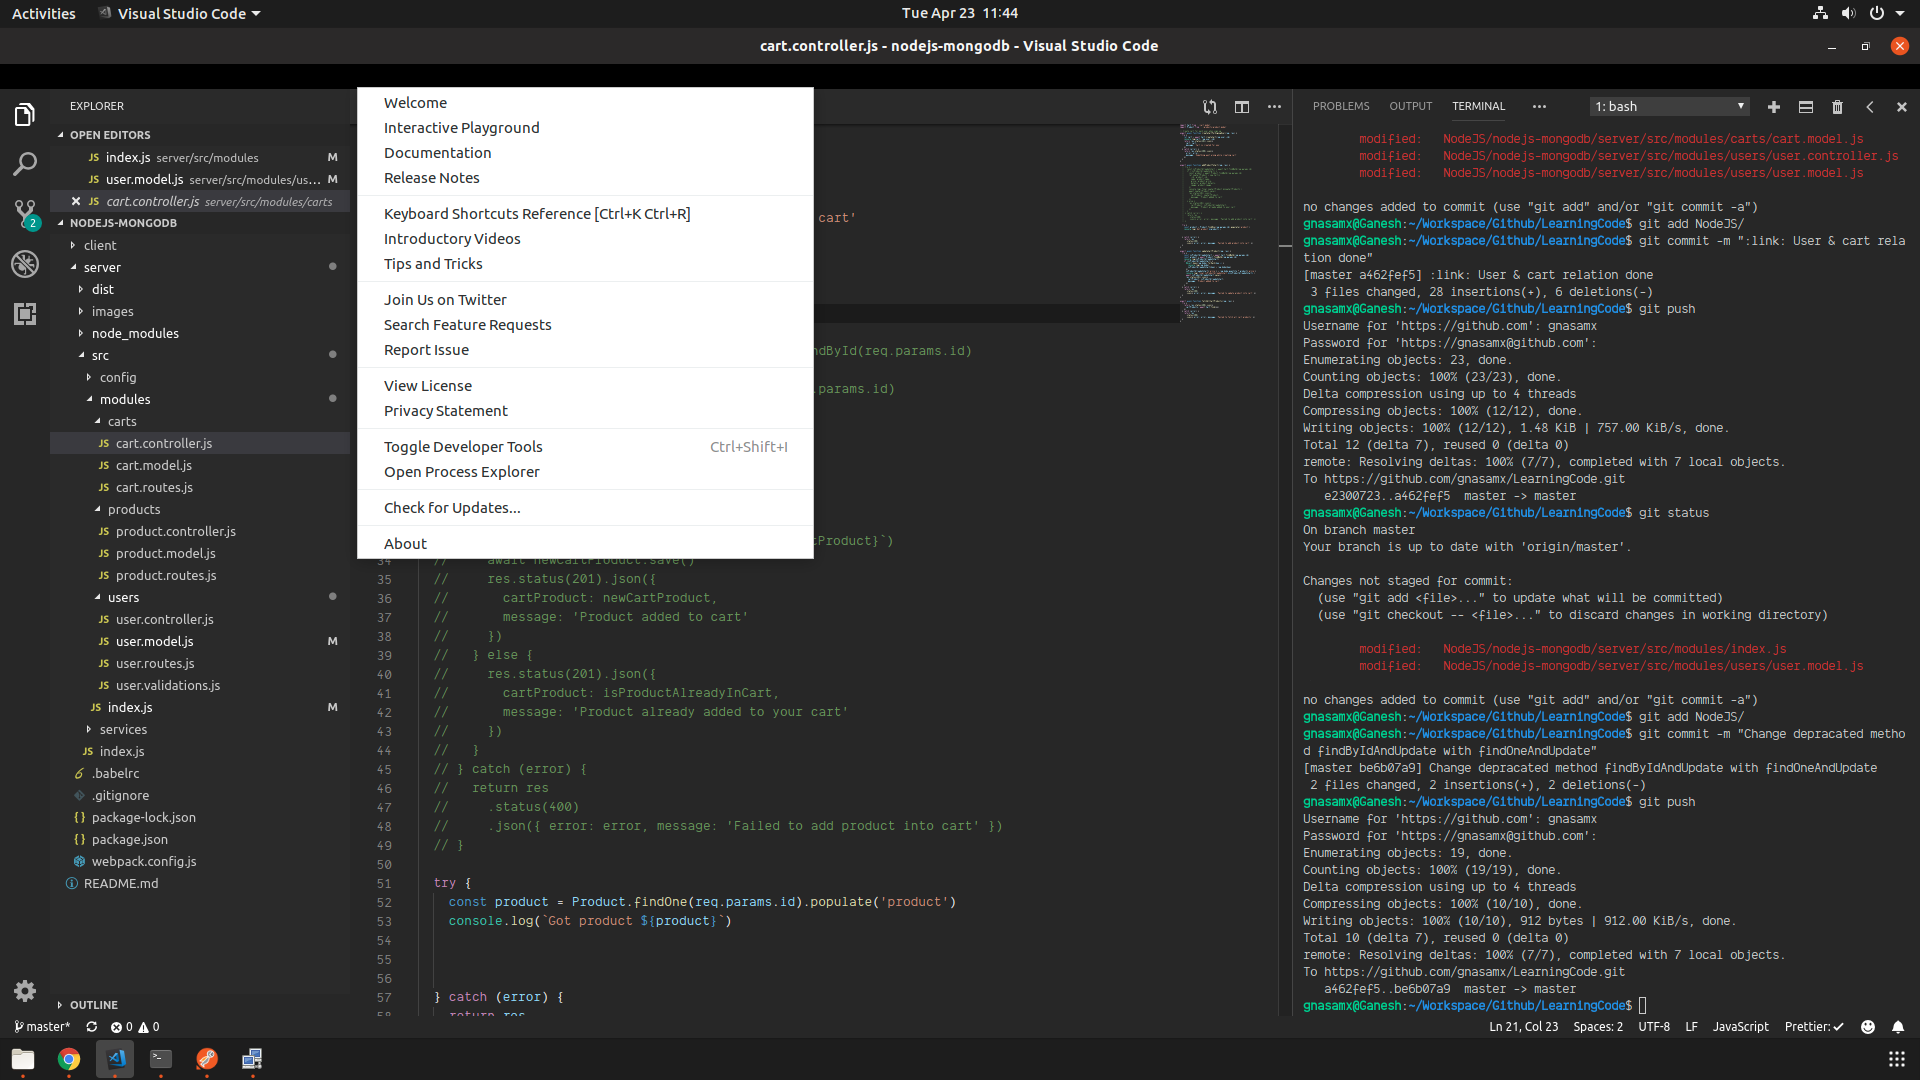 Activities
Visual Studio Code
Tue Apr 23 11:44
cart.controller.js - nodejs-mongodb - Visual Studio Code
EXPLORER
OPEN EDITORS
JS index.js server/src/modules M
JS user.model.js server/src/modules/us... M
JS cart.controller.js server/src/modules/carts
2
NODEJS-MONGODB
client
server
dist
images
node_modules
src
config
modules
carts
JS cart.controller.js
JS cart.model.js
JS cart.routes.js
products
JS product.controller.js
JS product.model.js
JS product.routes.js
users
JS user.controller.js
JS user.model.js M
JS user.routes.js
JS user.validations.js
JS index.js M
services
JS index.js
.babelrc
.gitignore
{} package-lock.json
{} package.json
webpack.config.js
README.md
OUTLINE
Welcome
Interactive Playground
Documentation
Release Notes
Keyboard Shortcuts Reference [Ctrl+K Ctrl+R]
Introductory Videos
Tips and Tricks
Join Us on Twitter
Search Feature Requests
Report Issue
View License
Privacy Statement
Toggle Developer Tools Ctrl+Shift+I
Open Process Explorer
Check for Updates...
About
cart'
ndById(req.params.id)
.params.id)
tProduct}`)
34 // await newCartProduct.save()
35 // res.status(201).json({
36 // cartProduct: newCartProduct,
37 // message: 'Product added to cart'
38 // })
39 // } else {
40 // res.status(201).json({
41 // cartProduct: isProductAlreadyInCart,
42 // message: 'Product already added to your cart'
43 // })
44 // }
45 // } catch (error) {
46 // return res
47 // .status(400)
48 // .json({ error: error, message: 'Failed to add product into cart' })
49 // }
50
51 try {
52 const product = Product.findOne(req.params.id).populate('product')
53 console.log(`Got product ${product}`)
54
55
56
57 } catch (error) {
58 return res
PROBLEMS OUTPUT TERMINAL 1: bash
modified: NodeJS/nodejs-mongodb/server/src/modules/carts/cart.model.js
modified: NodeJS/nodejs-mongodb/server/src/modules/users/user.controller.js
modified: NodeJS/nodejs-mongodb/server/src/modules/users/user.model.js
no changes added to commit (use "git add" and/or "git commit -a")
gnasamx@Ganesh:~/Workspace/Github/LearningCode$ git add NodeJS/
gnasamx@Ganesh:~/Workspace/Github/LearningCode$ git commit -m ":link: User & cart rela
tion done"
[master a462fef5] :link: User & cart relation done
3 files changed, 28 insertions(+), 6 deletions(-)
gnasamx@Ganesh:~/Workspace/Github/LearningCode$ git push
Username for 'https://github.com': gnasamx
Password for 'https://gnasamx@github.com':
Enumerating objects: 23, done.
Counting objects: 100% (23/23), done.
Delta compression using up to 4 threads
Compressing objects: 100% (12/12), done.
Writing objects: 100% (12/12), 1.48 KiB | 757.00 KiB/s, done.
Total 12 (delta 7), reused 0 (delta 0)
remote: Resolving deltas: 100% (7/7), completed with 7 local objects.
To https://github.com/gnasamx/LearningCode.git
e2300723..a462fef5 master -> master
gnasamx@Ganesh:~/Workspace/Github/LearningCode$ git status
On branch master
Your branch is up to date with 'origin/master'.
Changes not staged for commit:
(use "git add <file>..." to update what will be committed)
(use "git checkout -- <file>..." to discard changes in working directory)
modified: NodeJS/nodejs-mongodb/server/src/modules/index.js
modified: NodeJS/nodejs-mongodb/server/src/modules/users/user.model.js
no changes added to commit (use "git add" and/or "git commit -a")
gnasamx@Ganesh:~/Workspace/Github/LearningCode$ git add NodeJS/
gnasamx@Ganesh:~/Workspace/Github/LearningCode$ git commit -m "Change depracated metho
d findByIdAndUpdate with findOneAndUpdate"
[master be6b07a9] Change depracated method findByIdAndUpdate with findOneAndUpdate
2 files changed, 2 insertions(+), 2 deletions(-)
gnasamx@Ganesh:~/Workspace/Github/LearningCode$ git push
Username for 'https://github.com': gnasamx
Password for 'https://gnasamx@github.com':
Enumerating objects: 19, done.
Counting objects: 100% (19/19), done.
Delta compression using up to 4 threads
Compressing objects: 100% (10/10), done.
Writing objects: 100% (10/10), 912 bytes | 912.00 KiB/s, done.
Total 10 (delta 7), reused 0 (delta 0)
remote: Resolving deltas: 100% (7/7), completed with 7 local objects.
To https://github.com/gnasamx/LearningCode.git
a462fef5..be6b07a9 master -> master
gnasamx@Ganesh:~/Workspace/Github/LearningCode$
master* 0 0
Ln 21, Col 23 Spaces: 2 UTF-8 LF JavaScript Prettier: ✓